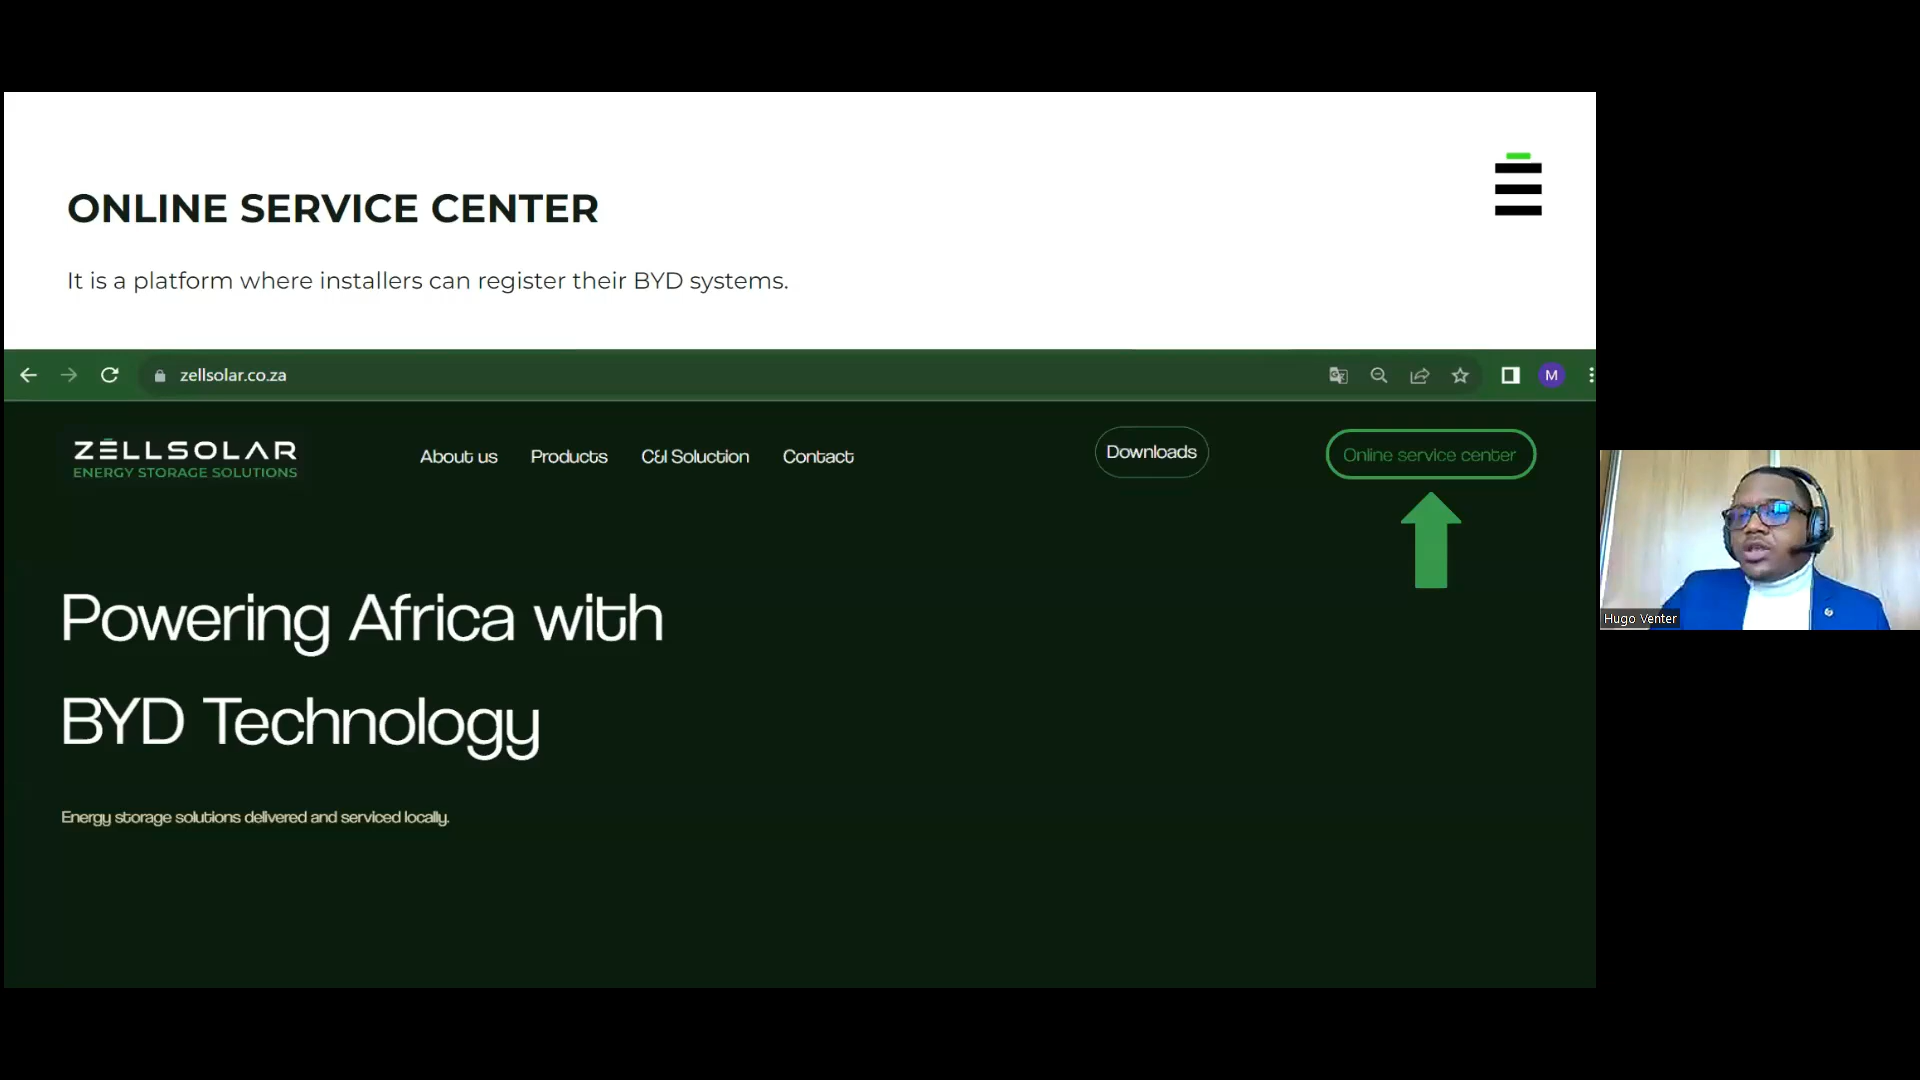 ONLINE SERVICE CENTER
It is a platform where installers can register their BYD systems.
zellsolar.co.za
M
ZĒLLSOLAR
ENERGY STORAGE SOLUTIONS
About us
Products
C&I Soluction
Contact
Downloads
Online service center
Powering Africa with
BYD Technology
Energy storage solutions delivered and serviced locally.
Hugo Venter